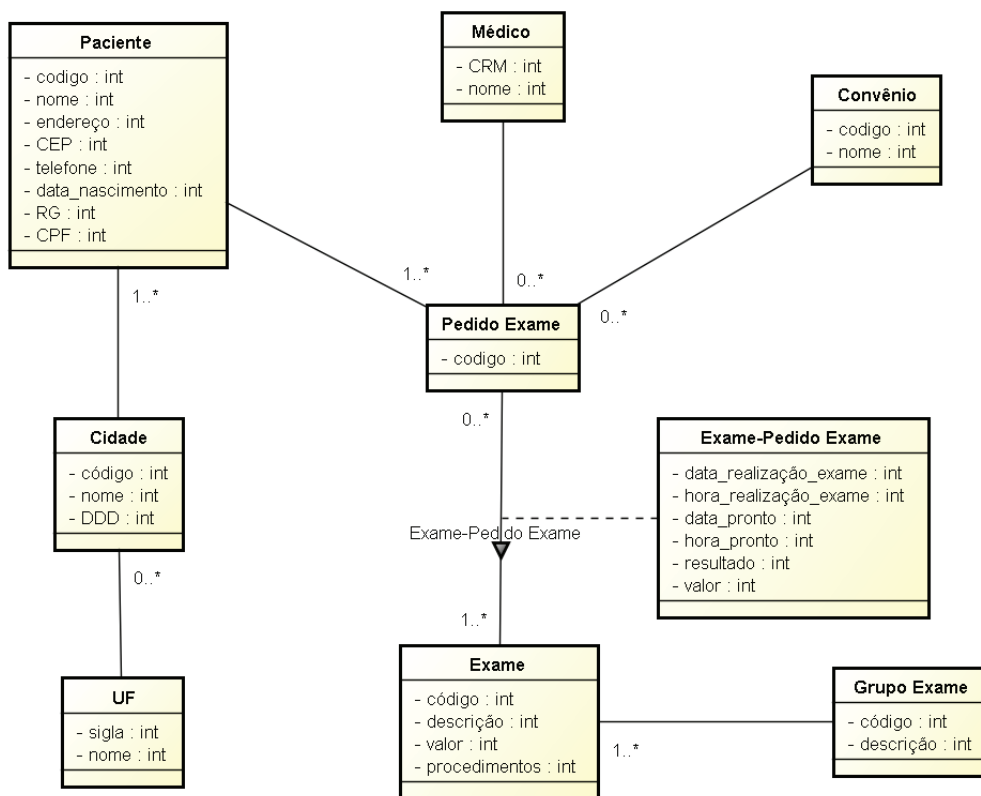 Paciente
- codigo : int
- nome : int
- endereço : int
- CEP : int
- telefone : int
- data_nascimento : int
- RG : int
- CPF : int
Médico
- CRM : int
- nome : int
Convênio
- codigo : int
- nome : int
1..*
1..*
0..*
0..*
Pedido Exame
- codigo : int
0..*
Cidade
- código : int
- nome : int
- DDD : int
0..*
Exame-Pedido Exame
- data_realização_exame : int
- hora_realização_exame : int
- data_pronto : int
- hora_pronto : int
- resultado : int
- valor : int
Exame-Pedido Exame
1..*
UF
- sigla : int
- nome : int
Exame
- código : int
- descrição : int
- valor : int
- procedimentos : int
1..*
Grupo Exame
- código : int
- descrição : int